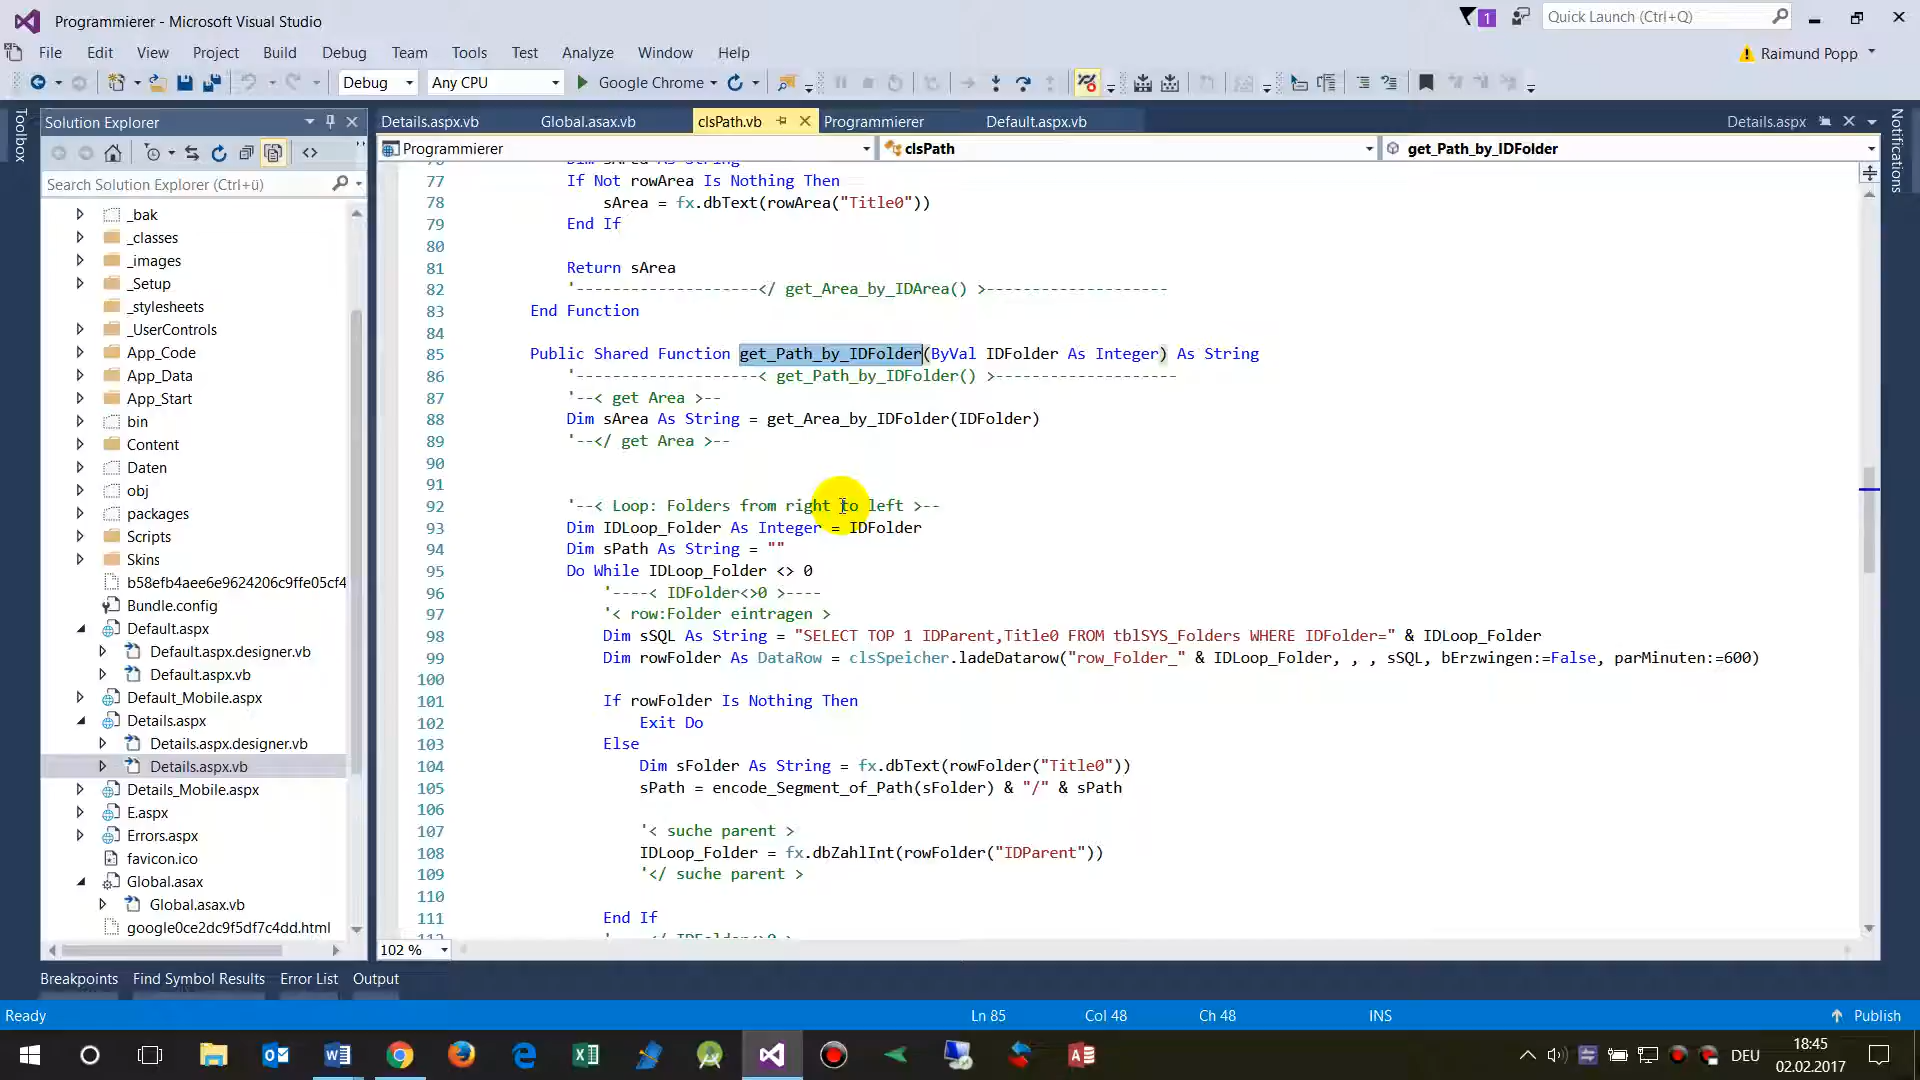 Programmierer - Microsoft Visual Studio
1
Quick Launch (Ctrl+Q)
File Edit View Project Build Debug Team Tools Test Analyze Window Help
Raimund Popp
Debug Any CPU Google Chrome
Toolbox
Solution Explorer
Search Solution Explorer (Ctrl+ü)
_bak
_classes
_images
_Setup
_stylesheets
_UserControls
App_Code
App_Data
App_Start
bin
Content
Daten
obj
packages
Scripts
Skins
b58efb4aee6e9624206c9ffe05cf4
Bundle.config
Default.aspx
Default.aspx.designer.vb
Default.aspx.vb
Default_Mobile.aspx
Details.aspx
Details.aspx.designer.vb
Details.aspx.vb
Details_Mobile.aspx
E.aspx
Errors.aspx
favicon.ico
Global.asax
Global.asax.vb
google0ce2dc9f5df7c4dd.html
Details.aspx.vb Global.asax.vb clsPath.vb Programmierer Default.aspx.vb Details.aspx
Programmierer clsPath get_Path_by_IDFolder
76 Dim sArea As String
77 If Not rowArea Is Nothing Then
78 sArea = fx.dbText(rowArea("Title0"))
79 End If
80
81 Return sArea
82 '--------------------</ get_Area_by_IDArea() >--------------------
83 End Function
84
85 Public Shared Function get_Path_by_IDFolder(ByVal IDFolder As Integer) As String
86 '--------------------< get_Path_by_IDFolder() >--------------------
87 '--< get Area >--
88 Dim sArea As String = get_Area_by_IDFolder(IDFolder)
89 '--</ get Area >--
90
91
92 '--< Loop: Folders from right to left >--
93 Dim IDLoop_Folder As Integer = IDFolder
94 Dim sPath As String = ""
95 Do While IDLoop_Folder <> 0
96 '----< IDFolder<>0 >----
97 '< row:Folder eintragen >
98 Dim sSQL As String = "SELECT TOP 1 IDParent,Title0 FROM tblSYS_Folders WHERE IDFolder=" & IDLoop_Folder
99 Dim rowFolder As DataRow = clsSpeicher.ladeDatarow("row_Folder_" & IDLoop_Folder, , , sSQL, bErzwingen:=False, parMinuten:=600)
100
101 If rowFolder Is Nothing Then
102 Exit Do
103 Else
104 Dim sFolder As String = fx.dbText(rowFolder("Title0"))
105 sPath = encode_Segment_of_Path(sFolder) & "/" & sPath
106
107 '< suche parent >
108 IDLoop_Folder = fx.dbZahlInt(rowFolder("IDParent"))
109 '</ suche parent >
110
111 End If
112 '----</ IDFolder<>0 >
102 %
Notifications
Breakpoints Find Symbol Results Error List Output
Ready Ln 85 Col 48 Ch 48 INS Publish
DEU
18:45
02.02.2017